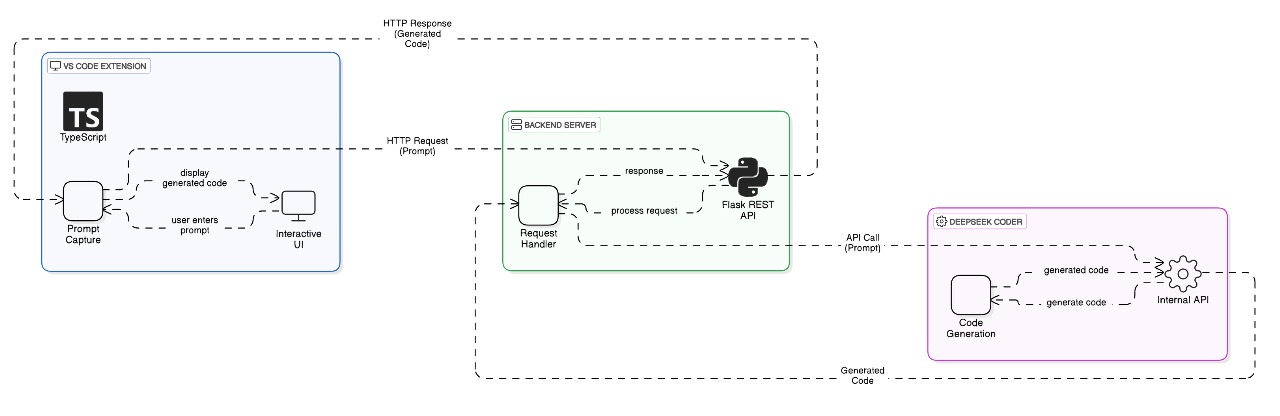 HTTP Response
(Generated
Code)
VS CODE EXTENSION
TS
TypeScript
HTTP Request
(Prompt)
display
generated code
user enters
prompt
Prompt
Capture
Interactive
UI
BACKEND SERVER
response
process request
Flask REST
API
Request
Handler
API Call
(Prompt)
DEEPSEEK CODER
generated code
generate code
Internal API
Code
Generation
Generated
Code